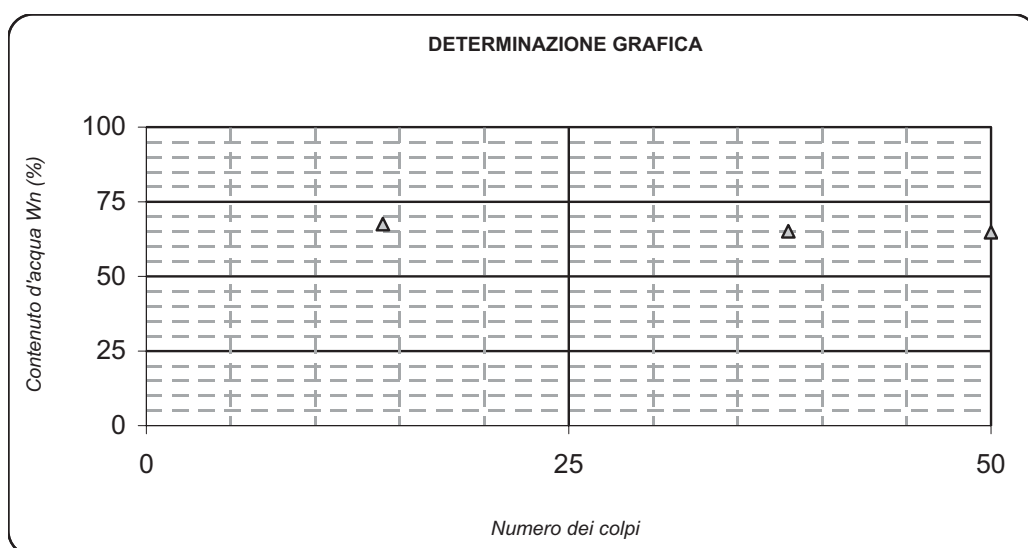 DETERMINAZIONE GRAFICA
100
75
50
25
0
Contenuto d'acqua Wn (%)
0 25 50
Numero dei colpi